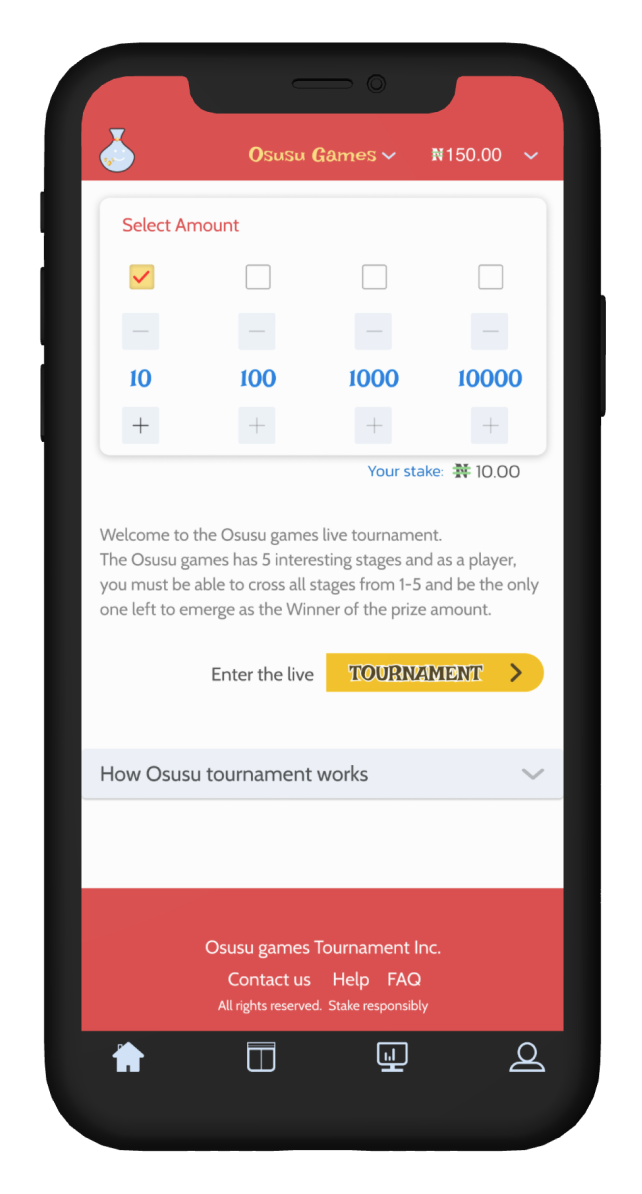 Osusu Games ₦150.00
Select Amount
10 100 1000 10000
Your stake: ₦ 10.00
Welcome to the Osusu games live tournament.
The Osusu games has 5 interesting stages and as a player,
you must be able to cross all stages from 1-5 and be the only
one left to emerge as the Winner of the prize amount.
Enter the live TOURNAMENT
How Osusu tournament works
Osusu games Tournament Inc.
Contact us Help FAQ
All rights reserved. Stake responsibly